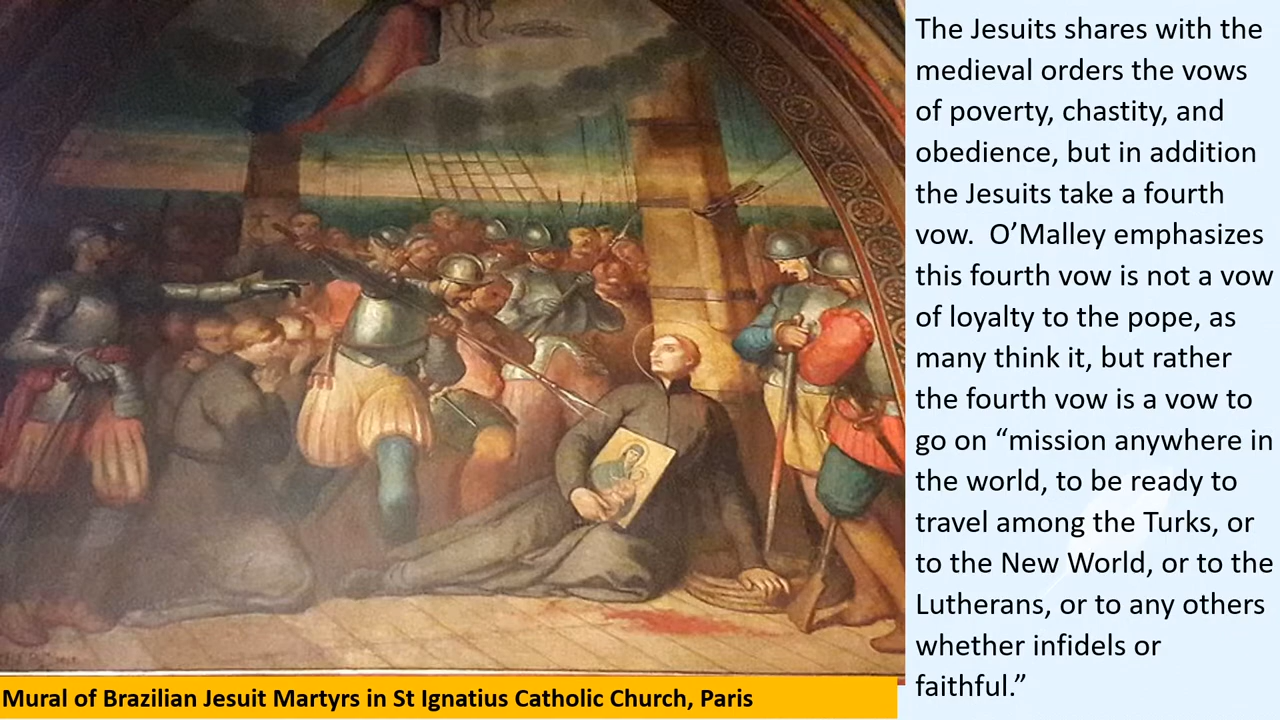 The Jesuits shares with the
medieval orders the vows
of poverty, chastity, and
obedience, but in addition
the Jesuits take a fourth
vow.  O’Malley emphasizes
this fourth vow is not a vow
of loyalty to the pope, as
many think it, but rather
the fourth vow is a vow to
go on “mission anywhere in
the world, to be ready to
travel among the Turks, or
to the New World, or to the
Lutherans, or to any others
whether infidels or
faithful.”
Mural of Brazilian Jesuit Martyrs in St Ignatius Catholic Church, Paris